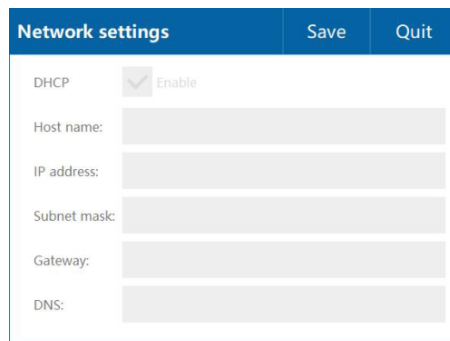 Network settings Save Quit
DHCP Enable
Host name:
IP address:
Subnet mask:
Gateway:
DNS: